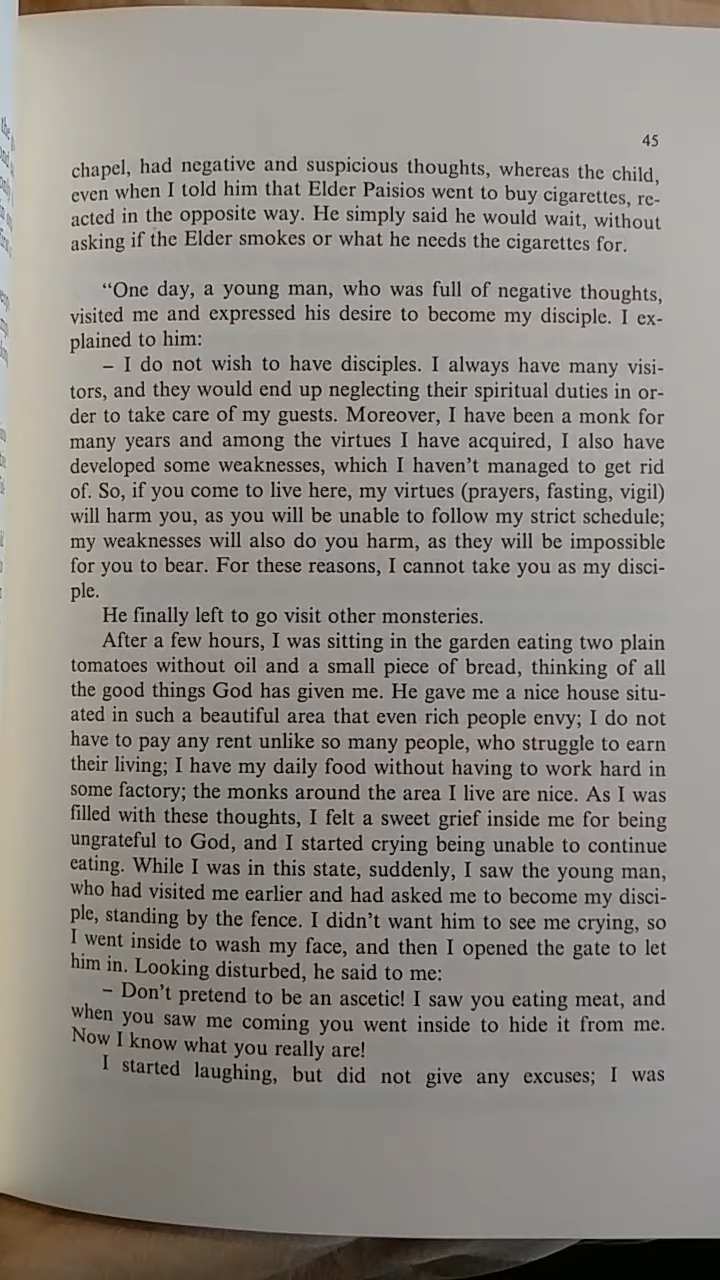 45
chapel, had negative and suspicious thoughts, whereas the child,
even when I told him that Elder Paisios went to buy cigarettes, re-
acted in the opposite way. He simply said he would wait, without
asking if the Elder smokes or what he needs the cigarettes for.
“One day, a young man, who was full of negative thoughts,
visited me and expressed his desire to become my disciple. I ex-
plained to him:
– I do not wish to have disciples. I always have many visi-
tors, and they would end up neglecting their spiritual duties in or-
der to take care of my guests. Moreover, I have been a monk for
many years and among the virtues I have acquired, I also have
developed some weaknesses, which I haven’t managed to get rid
of. So, if you come to live here, my virtues (prayers, fasting, vigil)
will harm you, as you will be unable to follow my strict schedule;
my weaknesses will also do you harm, as they will be impossible
for you to bear. For these reasons, I cannot take you as my disci-
ple.
He finally left to go visit other monsteries.
After a few hours, I was sitting in the garden eating two plain
tomatoes without oil and a small piece of bread, thinking of all
the good things God has given me. He gave me a nice house situ-
ated in such a beautiful area that even rich people envy; I do not
have to pay any rent unlike so many people, who struggle to earn
their living; I have my daily food without having to work hard in
some factory; the monks around the area I live are nice. As I was
filled with these thoughts, I felt a sweet grief inside me for being
ungrateful to God, and I started crying being unable to continue
eating. While I was in this state, suddenly, I saw the young man,
who had visited me earlier and had asked me to become my disci-
ple, standing by the fence. I didn’t want him to see me crying, so
I went inside to wash my face, and then I opened the gate to let
him in. Looking disturbed, he said to me:
– Don’t pretend to be an ascetic! I saw you eating meat, and
when you saw me coming you went inside to hide it from me.
Now I know what you really are!
I started laughing, but did not give any excuses; I was